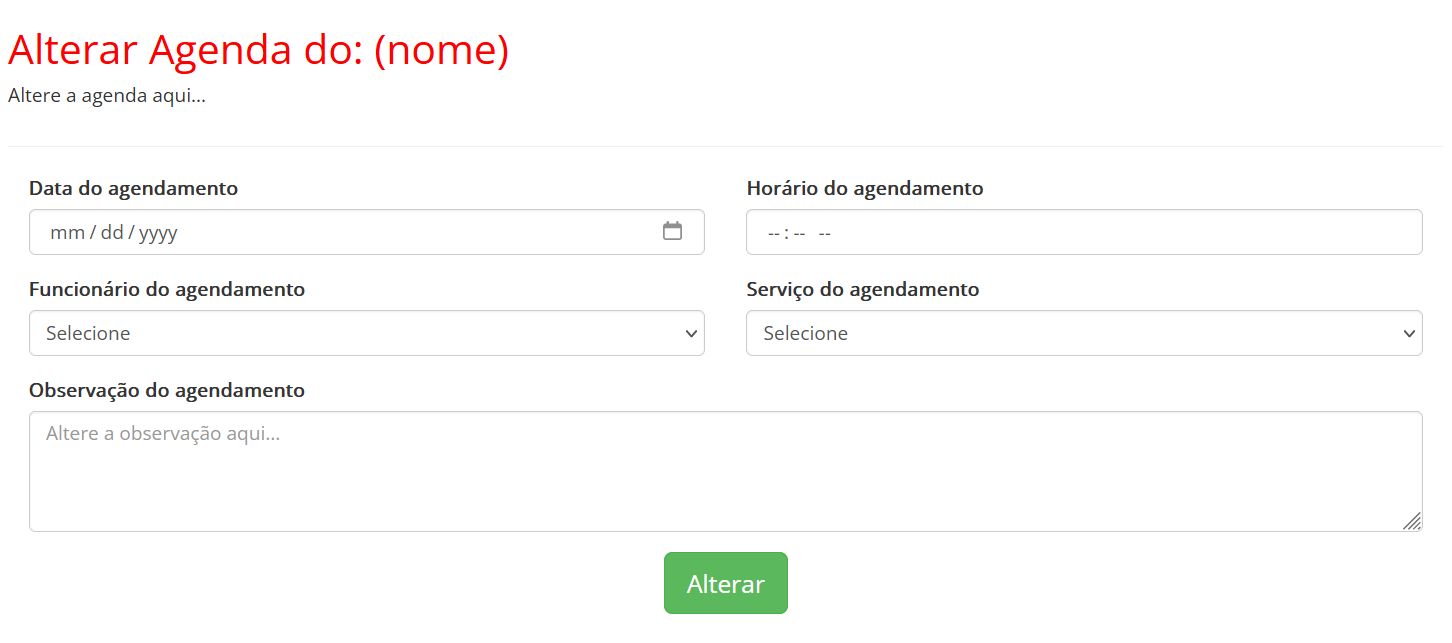 Alterar Agenda do: (nome)
Altere a agenda aqui...
Data do agendamento
Horário do agendamento
mm / dd / yyyy
-- : -- --
Funcionário do agendamento
Serviço do agendamento
Selecione
Selecione
Observação do agendamento
Altere a observação aqui...
Alterar